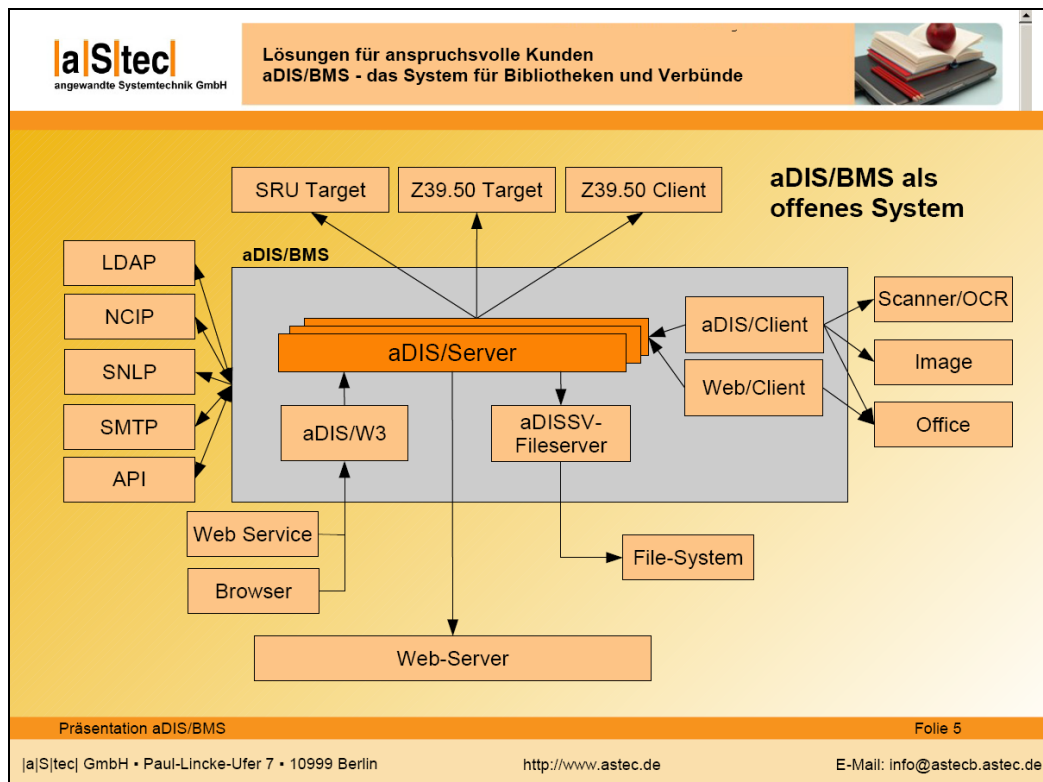 |a|S|tec|
angewandte Systemtechnik GmbH
Lösungen für anspruchsvolle Kunden
aDIS/BMS - das System für Bibliotheken und Verbünde
aDIS/BMS als
offenes System
SRU Target
Z39.50 Target
Z39.50 Client
aDIS/BMS
LDAP
NCIP
SNLP
SMTP
API
aDIS/Server
aDIS/Client
Web/Client
Scanner/OCR
Image
Office
aDIS/W3
aDISSV-
Fileserver
Web Service
Browser
File-System
Web-Server
Präsentation aDIS/BMS
Folie 5
|a|S|tec| GmbH ▪ Paul-Lincke-Ufer 7 ▪ 10999 Berlin
http://www.astec.de
E-Mail: info@astecb.astec.de